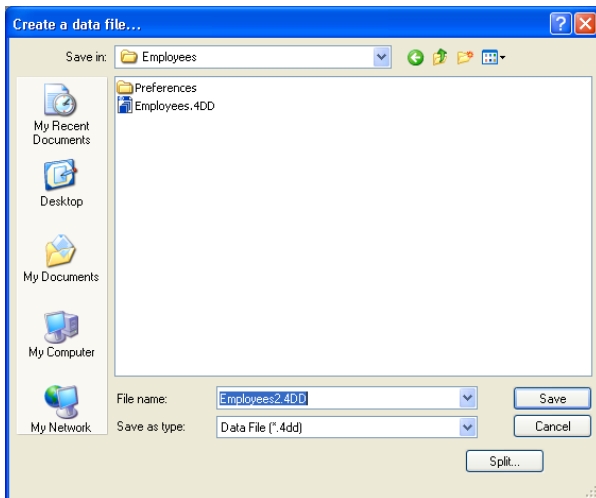 Create a data file...
Save in:
Employees
My Recent
Documents
Desktop
My Documents
My Computer
My Network
Preferences
Employees.4DD
File name:
Employees2.4DD
Save
Save as type:
Data File (*.4dd)
Cancel
Split...